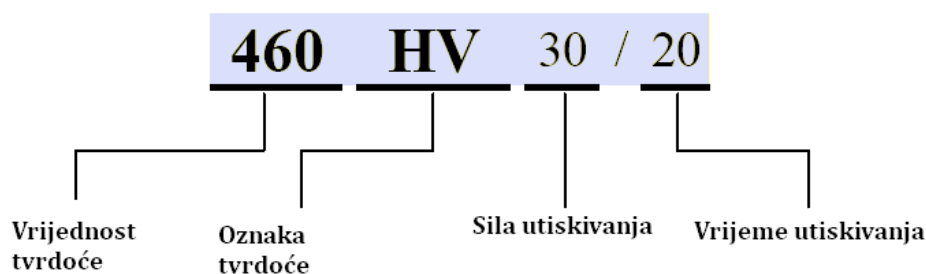 460 HV 30 / 20
Vrijednost
tvrdoće
Oznaka
tvrdoće
Sila utiskivanja
Vrijeme utiskivanja